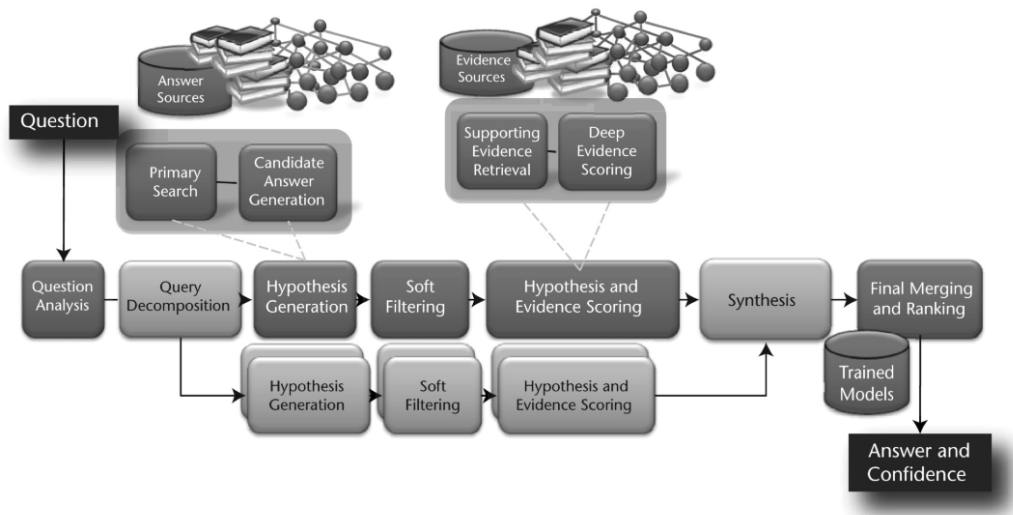 Answer
Sources
Evidence
Sources
Question
Primary
Search
Candidate
Answer
Generation
Supporting
Evidence
Retrieval
Deep
Evidence
Scoring
Question
Analysis
Query
Decomposition
Hypothesis
Generation
Soft
Filtering
Hypothesis and
Evidence Scoring
Synthesis
Final Merging
and Ranking
Trained
Models
Hypothesis
Generation
Soft
Filtering
Hypothesis and
Evidence Scoring
Answer and
Confidence